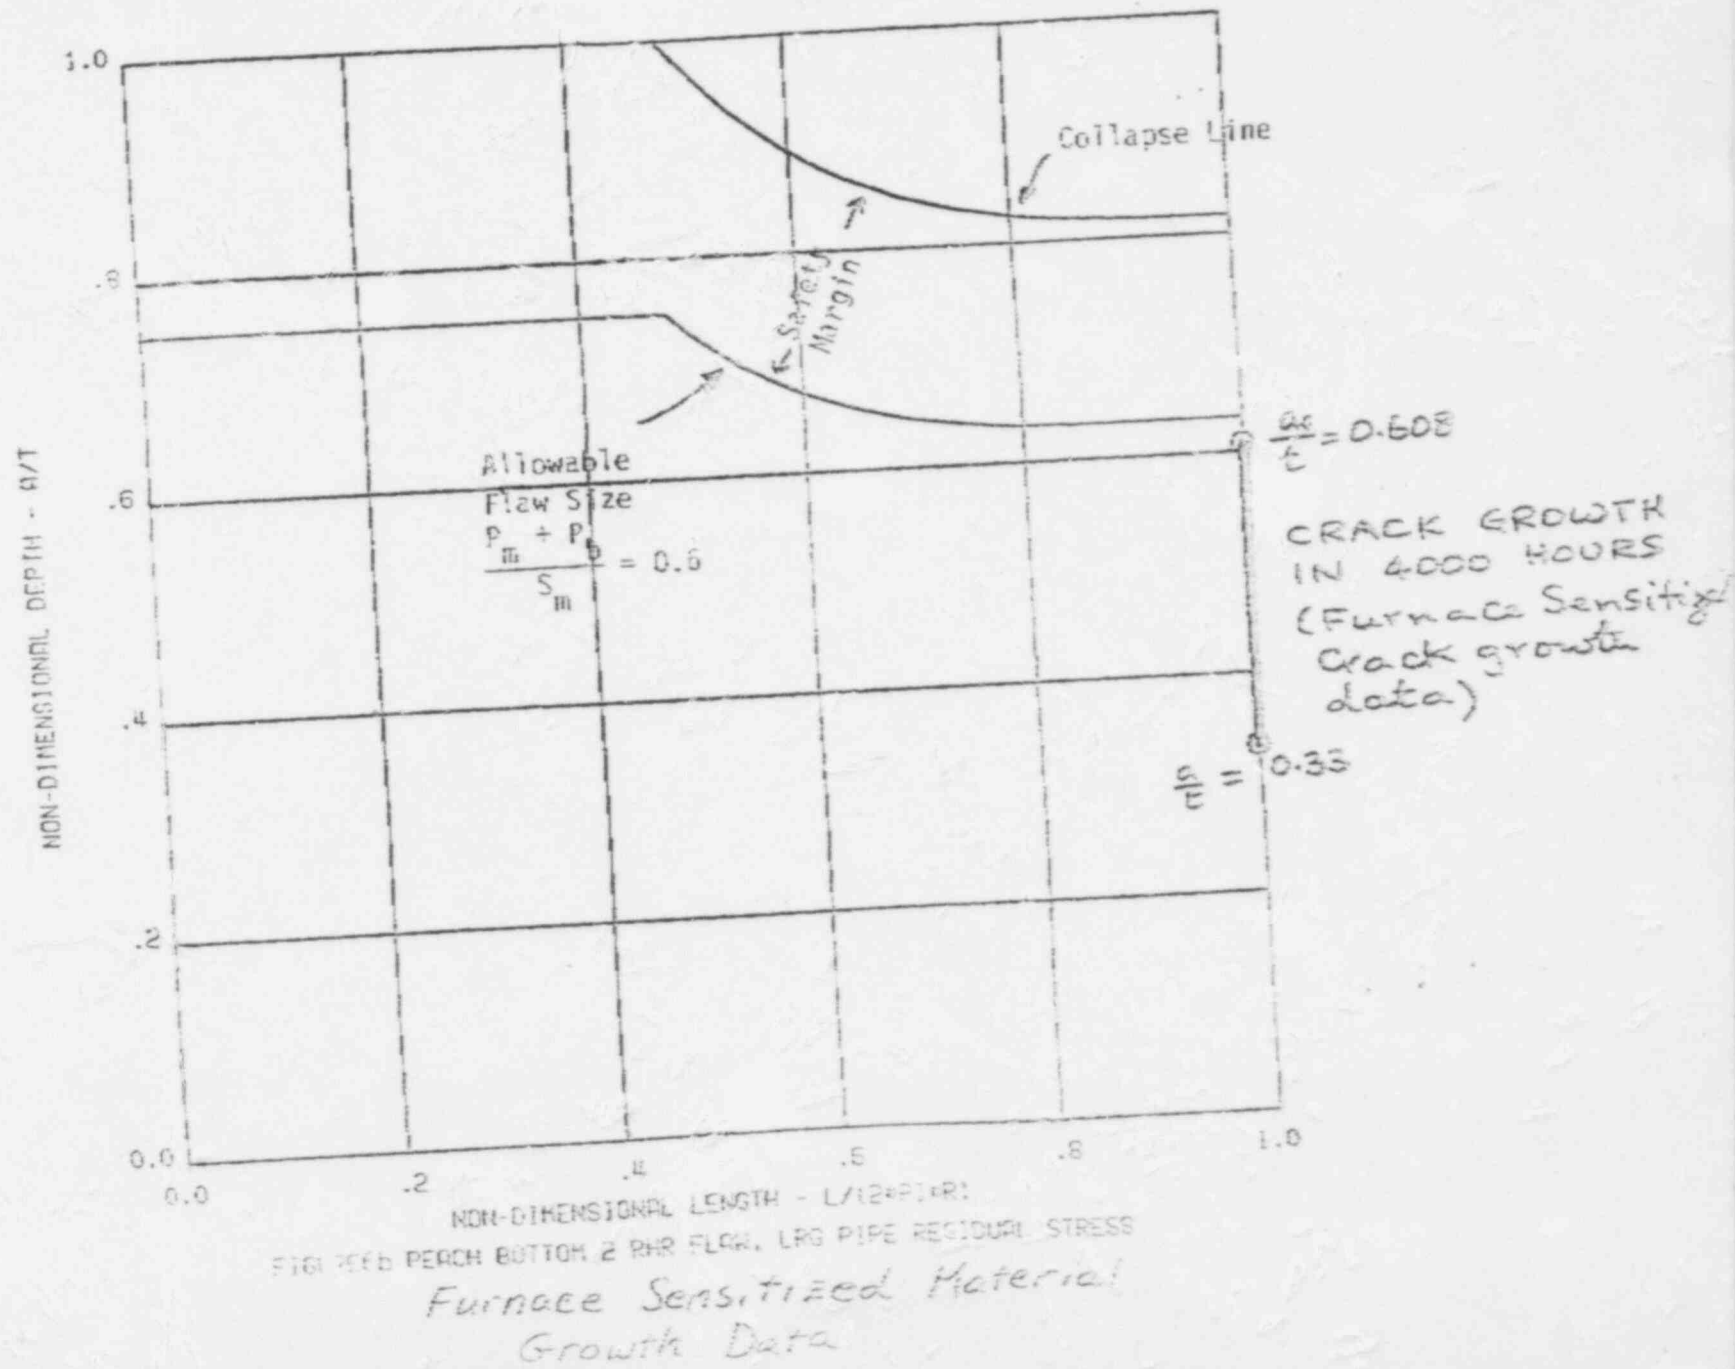 1.0
Collapse Line
.8
Safety
Margin
NON-DIMENSIONAL DEPTH - A/T
Allowable
Flaw Size
P_m + P_b
S_m
= 0.6
.6
= 0.608
CRACK GROWTH
IN 4000 HOURS
(Furnace Sensitized
Crack growth
data)
.4
= 0.33
.2
0.0
0.0
.2
.4
.6
.8
1.0
NON-DIMENSIONAL LENGTH - L/(2*PI*R)
PEACH BOTTOM 2 RHR FLAW, LRG PIPE RESIDUAL STRESS
Furnace Sensitized Material
Growth Data